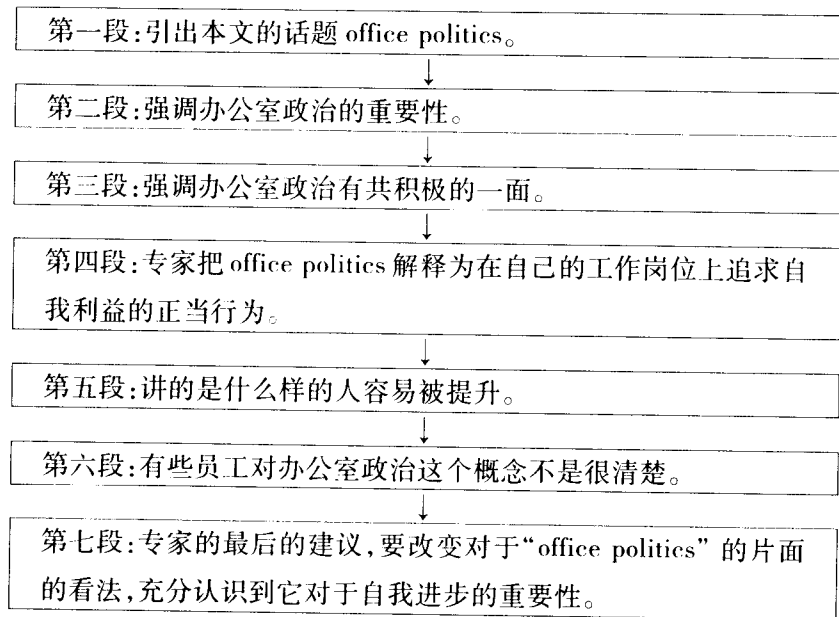 第一段:引出本文的话题 office politics。
第二段:强调办公室政治的重要性。
第三段:强调办公室政治有共积极的一面。
第四段:专家把 office politics 解释为在自己的工作岗位上追求自
我利益的正当行为。
第五段:讲的是什么样的人容易被提升。
第六段:有些员工对办公室政治这个概念不是很清楚。
第七段:专家的最后的建议,要改变对于“office politics” 的片面
的看法,充分认识到它对于自我进步的重要性。